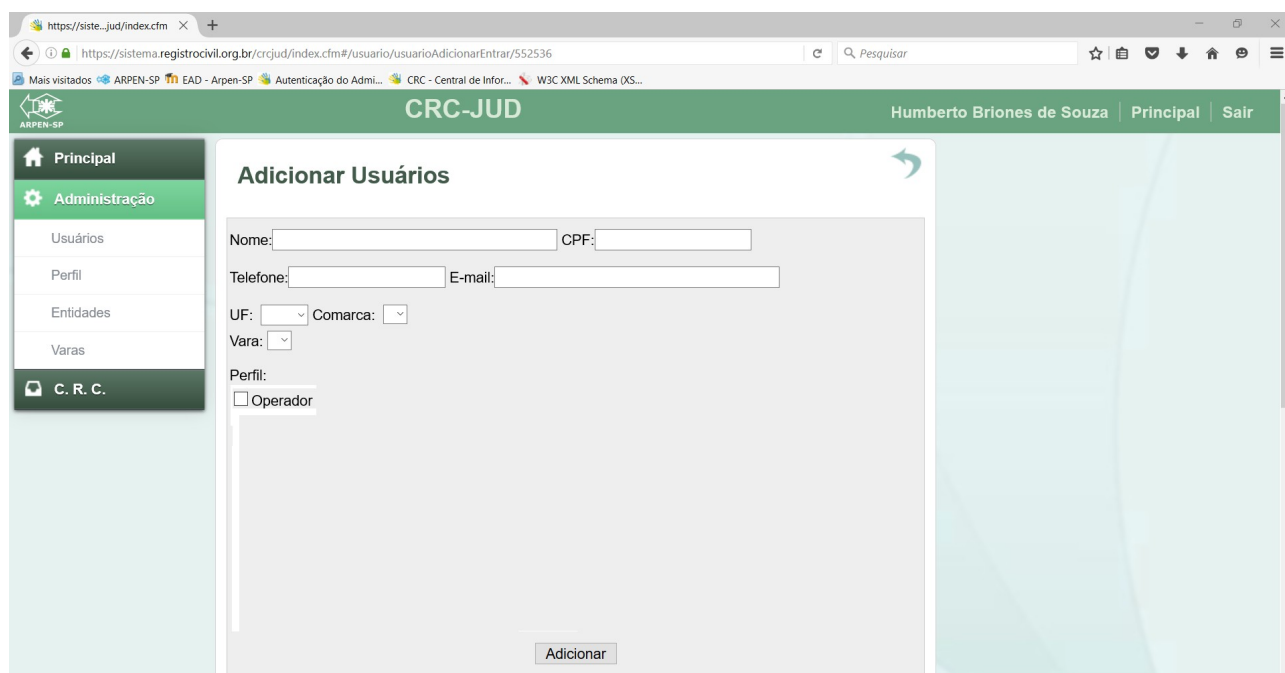 https://siste...jud/index.cfm
https://sistema.registrocivil.org.br/crcjud/index.cfm#/usuario/usuarioAdicionarEntrar/552536
Pesquisar
Mais visitados ARPEN-SP EAD - Arpen-SP Autenticação do Admi... CRC - Central de Infor... W3C XML Schema (XS...
ARPEN-SP
CRC-JUD
Humberto Briones de Souza | Principal | Sair
Principal
Administração
Usuários
Perfil
Entidades
Varas
C. R. C.
Adicionar Usuários
Nome: CPF:
Telefone: E-mail:
UF: Comarca:
Vara:
Perfil:
Operador
Adicionar